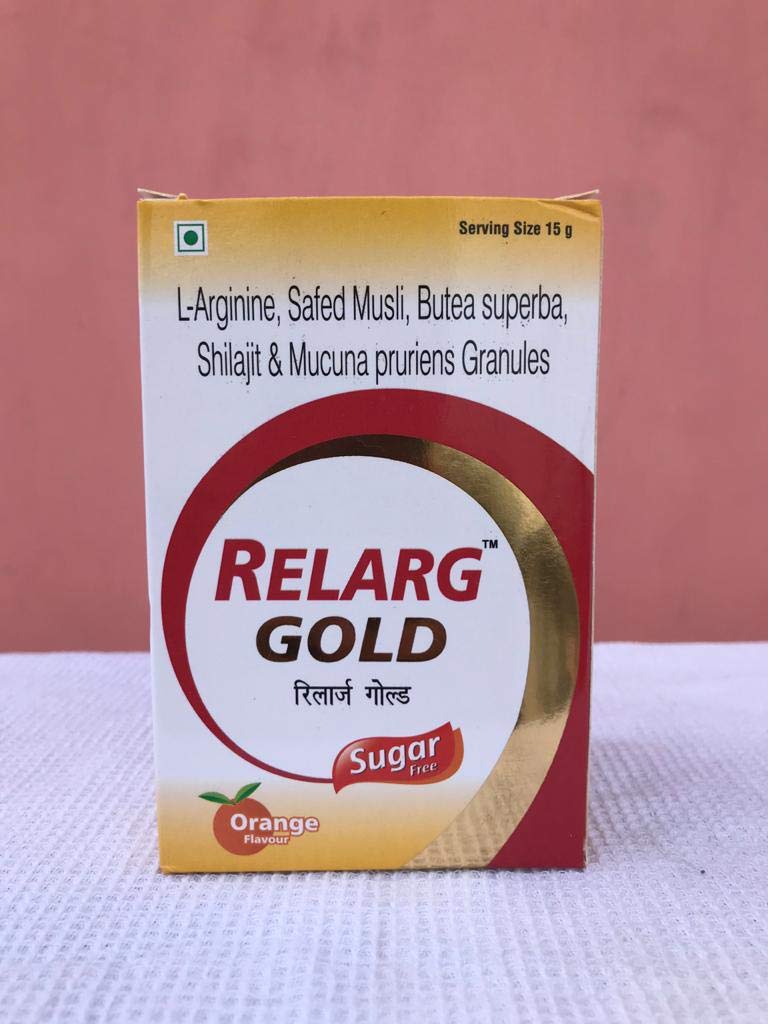 Serving Size 15 g
L-Arginine, Safed Musli, Butea superba,
Shilajit & Mucuna pruriens Granules
RELARG™
GOLD
रिलार्ज गोल्ड
Sugar
Free
Orange
Flavour